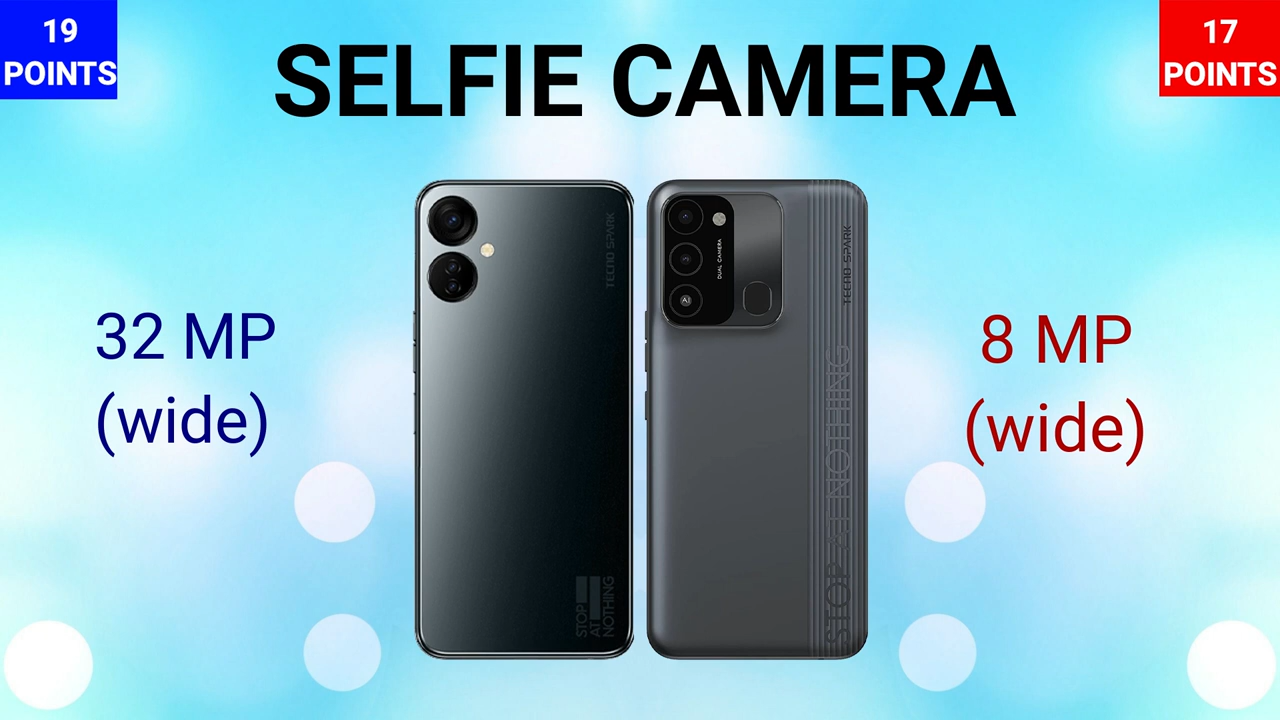 19
POINTS
SELFIE CAMERA
17
POINTS
32 MP
(wide)
TECNO SPARK
STOP
AT
NOTHING
DUAL CAMERA
AI
TECNO SPARK
STOP AT NOTHING
8 MP
(wide)